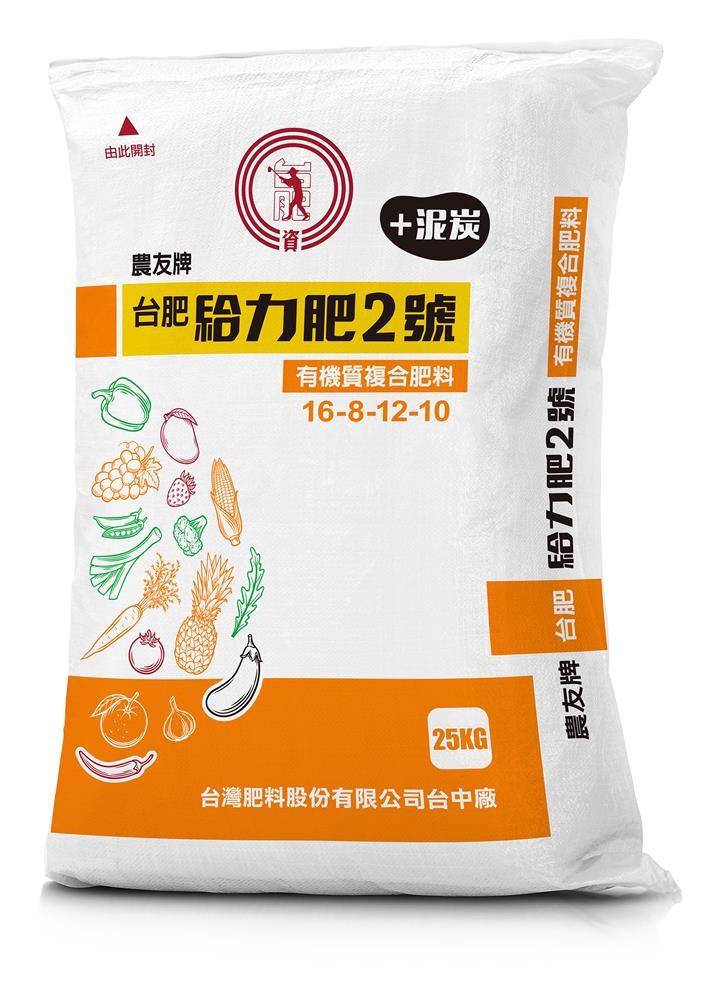 由此開封
台肥
資
+泥炭
農友牌
台肥 給力肥2號
有機質複合肥料
16-8-12-10
25KG
台灣肥料股份有限公司台中廠
農友牌 台肥 給力肥2號 有機質複合肥料